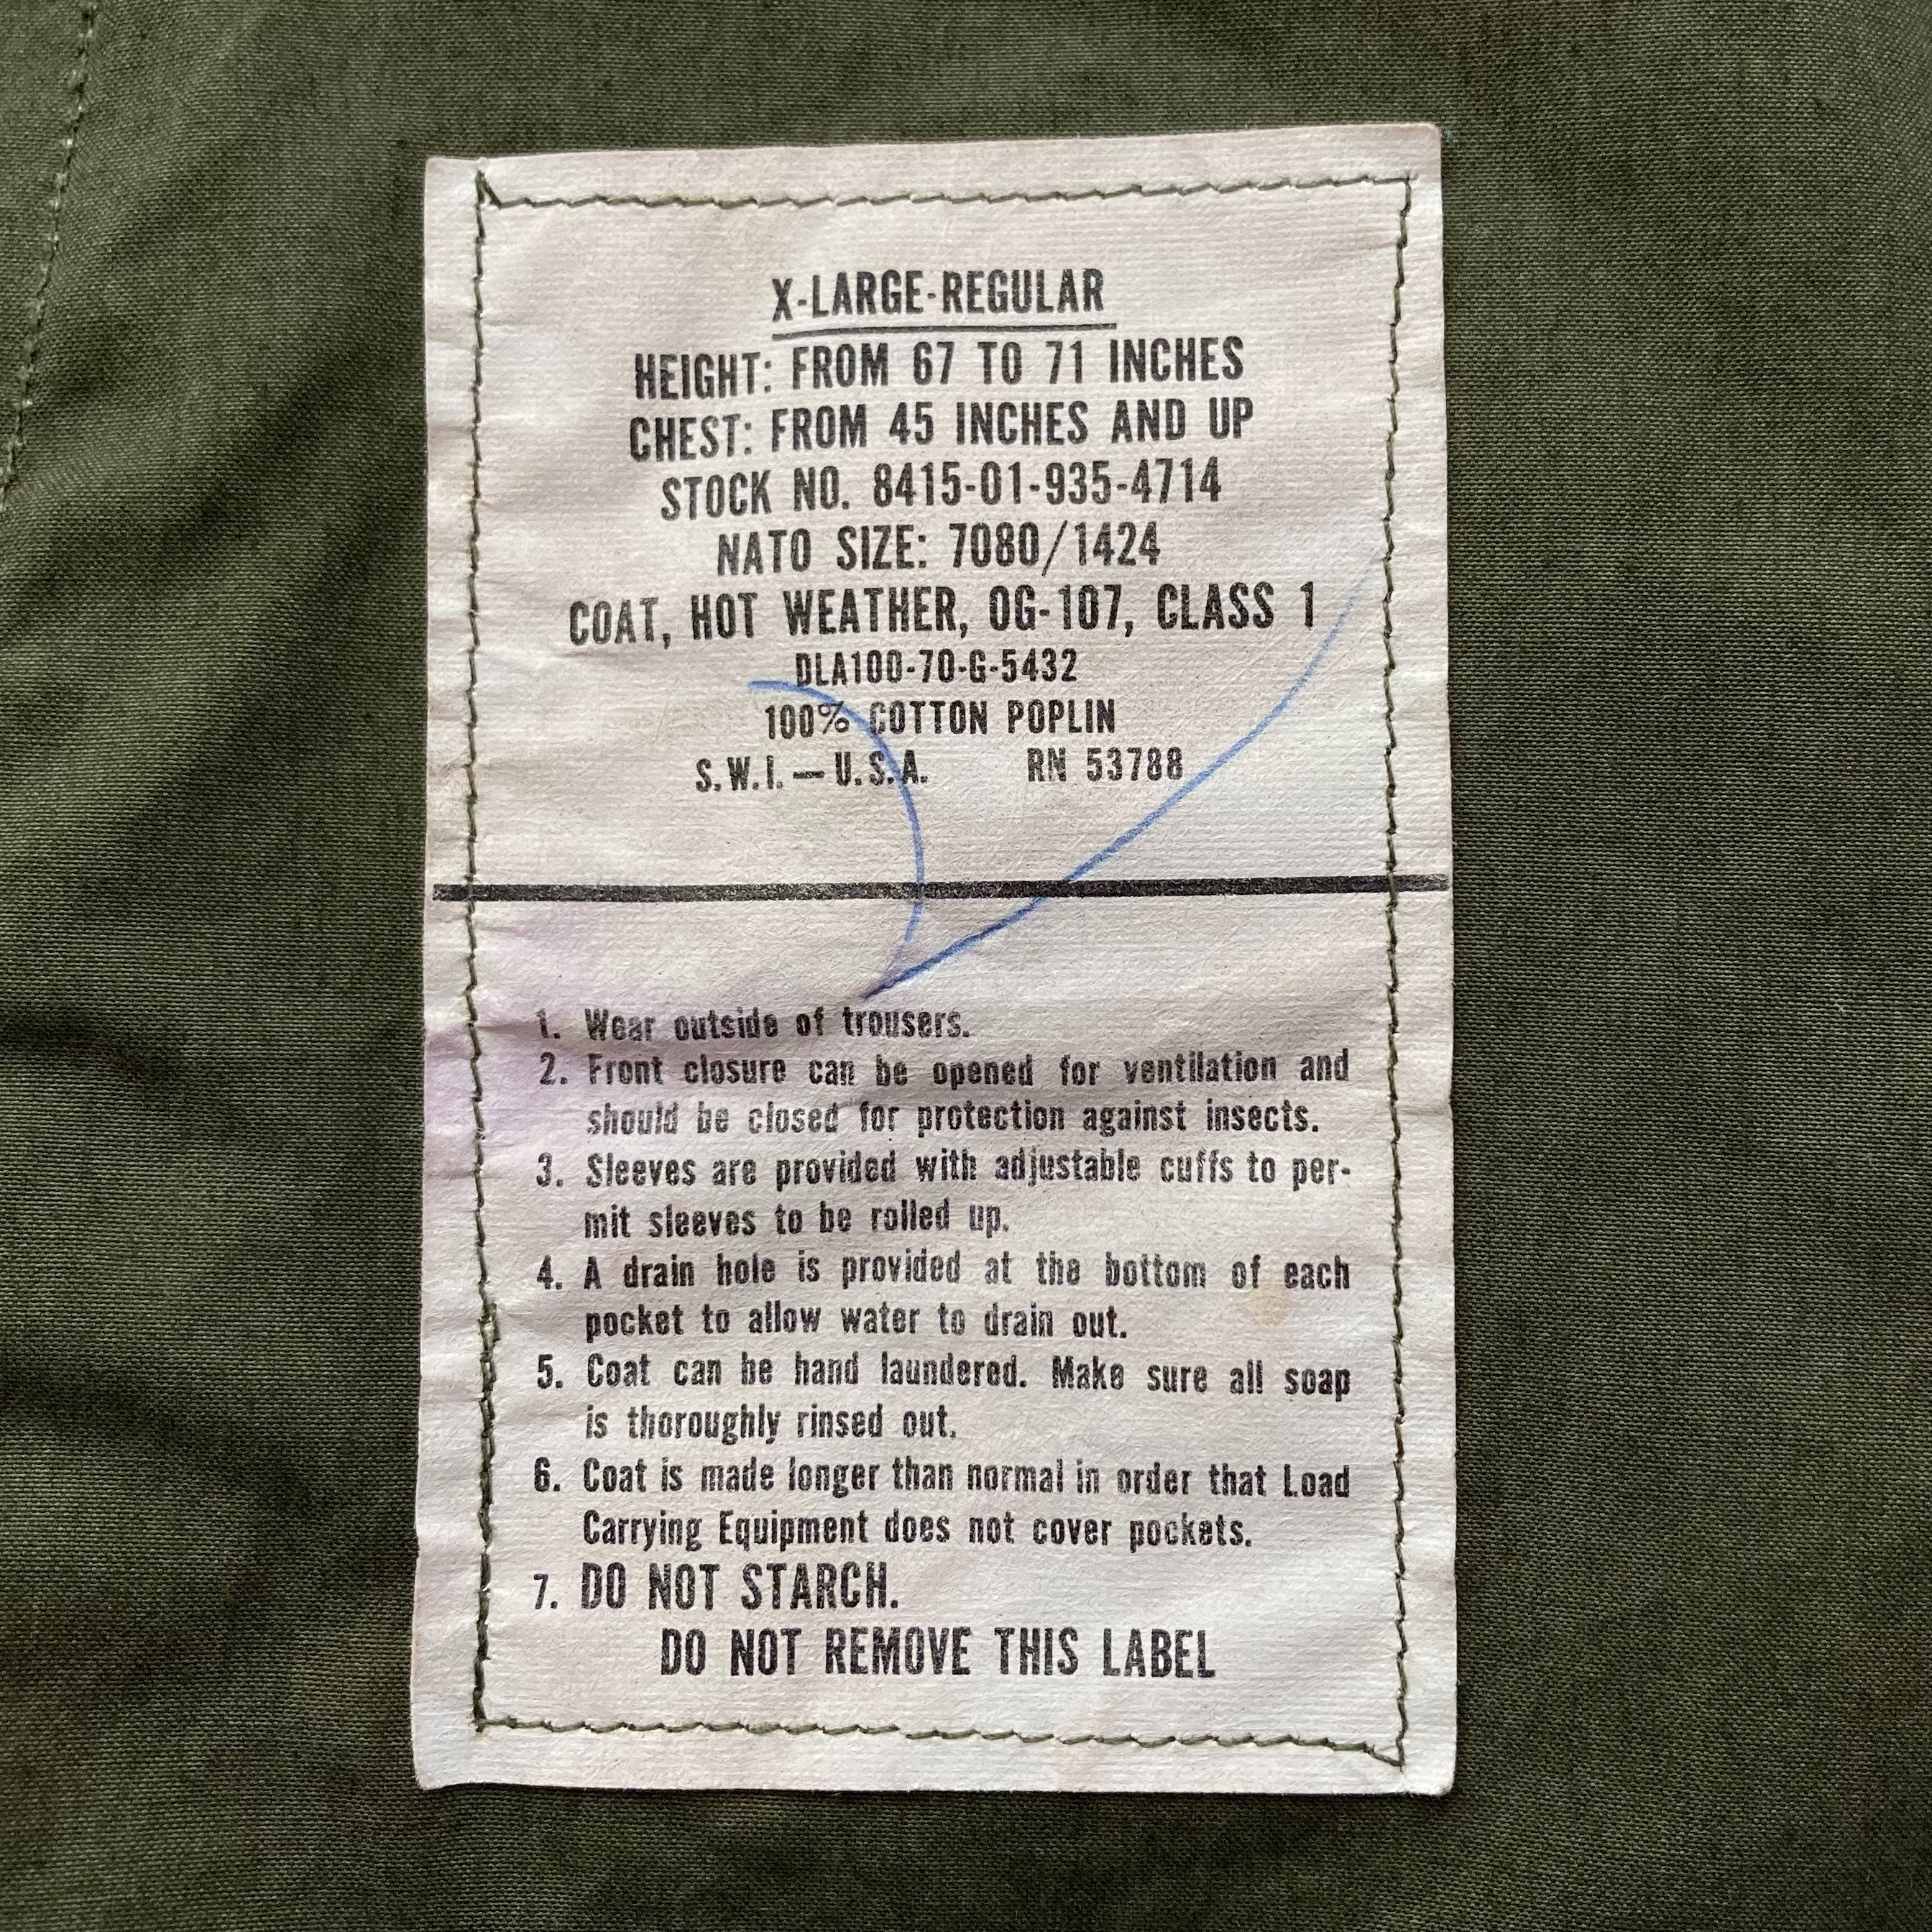 X-LARGE-REGULAR
HEIGHT: FROM 67 TO 71 INCHES
CHEST: FROM 45 INCHES AND UP
STOCK NO. 8415-01-935-4714
NATO SIZE: 7080/1424
COAT, HOT WEATHER, OG-107, CLASS 1
DLA100-70-G-5432
100% COTTON POPLIN
S.W.I. — U.S.A. RN 53788
1. Wear outside of trousers.
2. Front closure can be opened for ventilation and
should be closed for protection against insects.
3. Sleeves are provided with adjustable cuffs to per-
mit sleeves to be rolled up.
4. A drain hole is provided at the bottom of each
pocket to allow water to drain out.
5. Coat can be hand laundered. Make sure all soap
is thoroughly rinsed out.
6. Coat is made longer than normal in order that Load
Carrying Equipment does not cover pockets.
7. DO NOT STARCH.
DO NOT REMOVE THIS LABEL